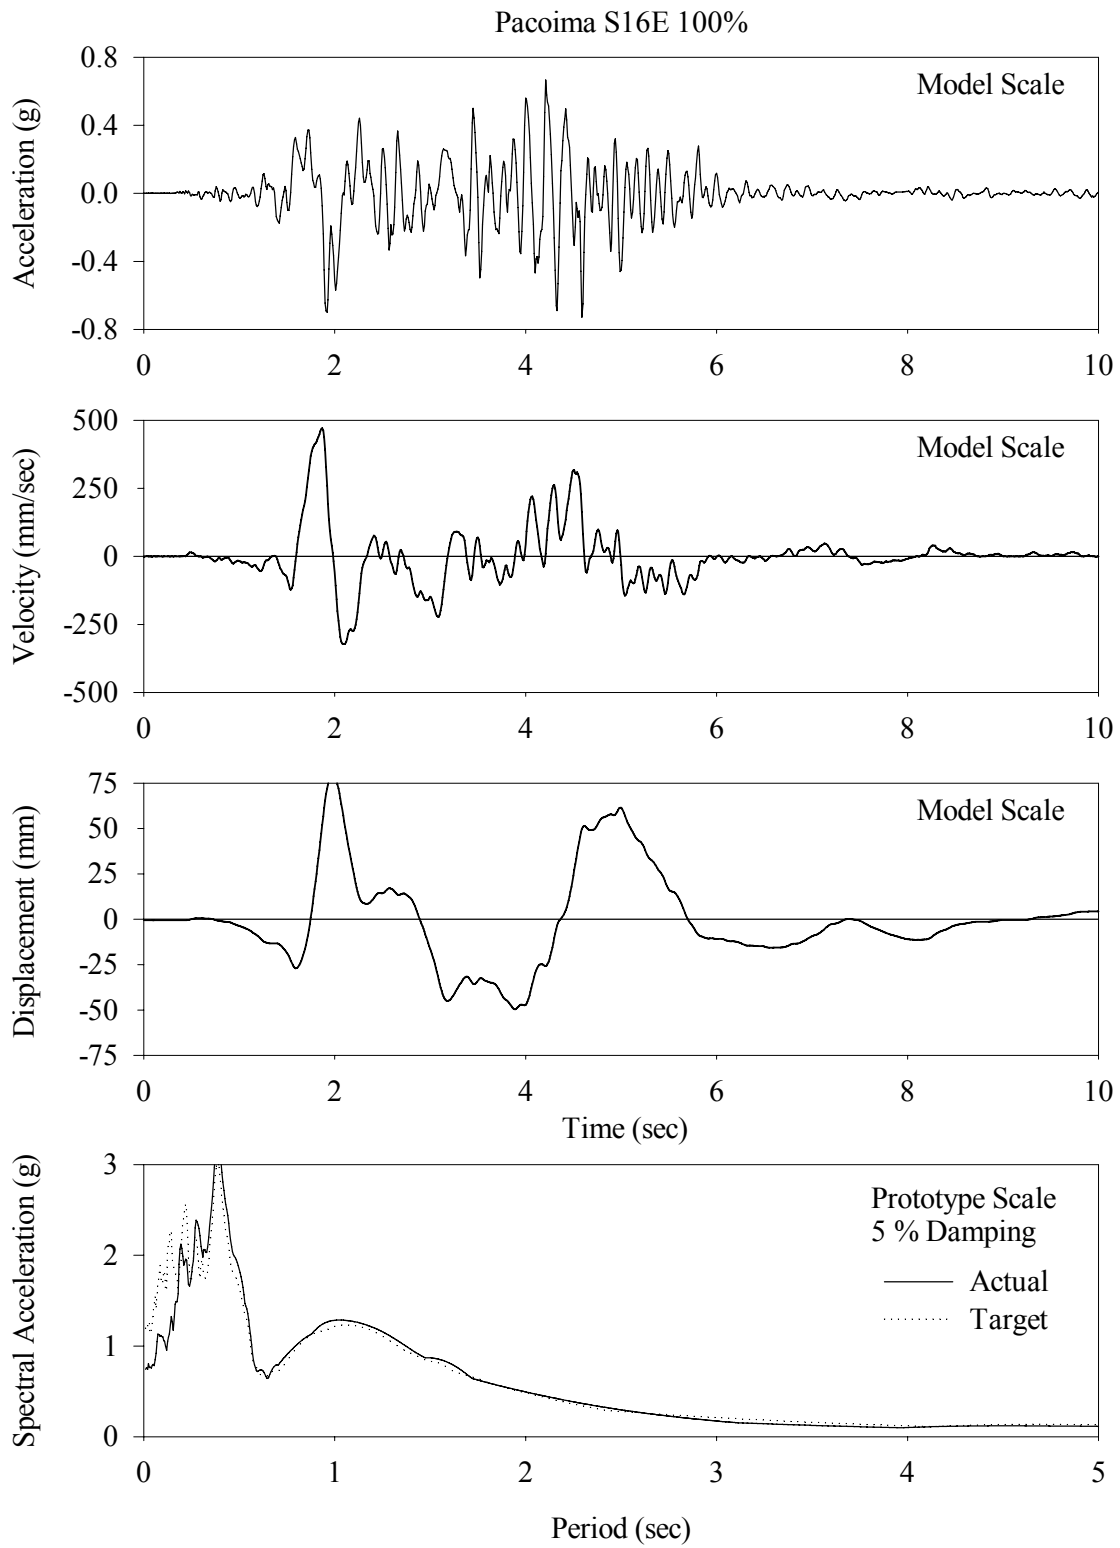 Pacoima S16E 100%
Acceleration (g)
0.8
0.4
0.0
-0.4
-0.8
Model Scale
0 2 4 6 8 10
Velocity (mm/sec)
500
250
0
-250
-500
Model Scale
0 2 4 6 8 10
Displacement (mm)
75
50
25
0
-25
-50
-75
Model Scale
0 2 4 6 8 10
Time (sec)
Spectral Acceleration (g)
3
2
1
0
Prototype Scale
5 % Damping
Actual
Target
0 1 2 3 4 5
Period (sec)